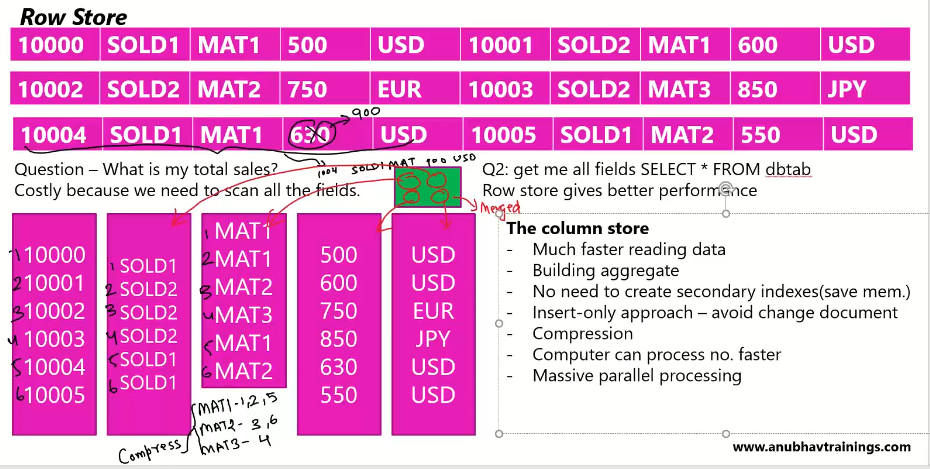 Row Store
10000 SOLD1 MAT1 500 USD 10001 SOLD2 MAT1 600 USD
10002 SOLD2 MAT2 750 EUR 10003 SOLD2 MAT3 850 JPY
900
10004 SOLD1 MAT1 630 USD 10005 SOLD1 MAT2 550 USD
1004 SOLD1 MAT 900 USD
Question – What is my total sales?
Costly because we need to scan all the fields.
Q2: get me all fields SELECT * FROM dbtab
Row store gives better performance
Merged
1 10000
2 10001
3 10002
4 10003
5 10004
6 10005
1 SOLD1
2 SOLD2
3 SOLD2
4 SOLD2
5 SOLD1
6 SOLD1
1 MAT1
2 MAT1
3 MAT2
4 MAT3
5 MAT1
6 MAT2
500
600
750
850
630
550
USD
USD
EUR
JPY
USD
USD
Compress
MAT1-1,2,5
MAT2- 3,6
MAT3- 4
The column store
- Much faster reading data
- Building aggregate
- No need to create secondary indexes(save mem.)
- Insert-only approach – avoid change document
- Compression
- Computer can process no. faster
- Massive parallel processing
www.anubhavtrainings.com